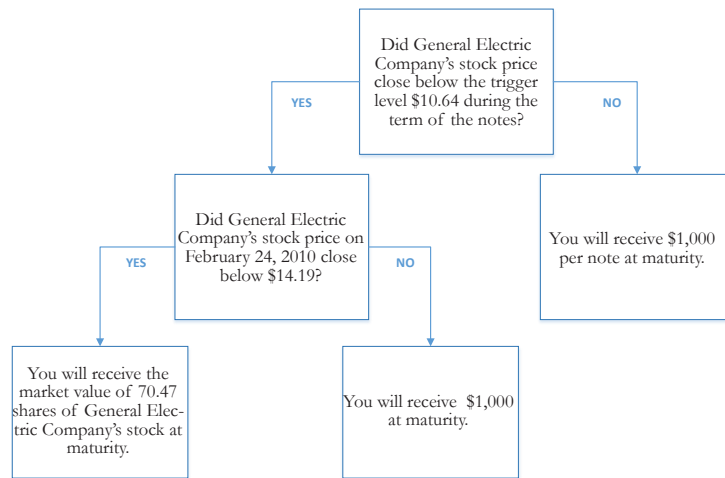 Did General Electric
Company's stock price
close below the trigger
level $10.64 during the
term of the notes?
YES
NO
Did General Electric
Company's stock price on
February 24, 2010 close
below $14.19?
You will receive $1,000
per note at maturity.
YES
NO
You will receive the
market value of 70.47
shares of General Elec-
tric Company's stock at
maturity.
You will receive $1,000
at maturity.